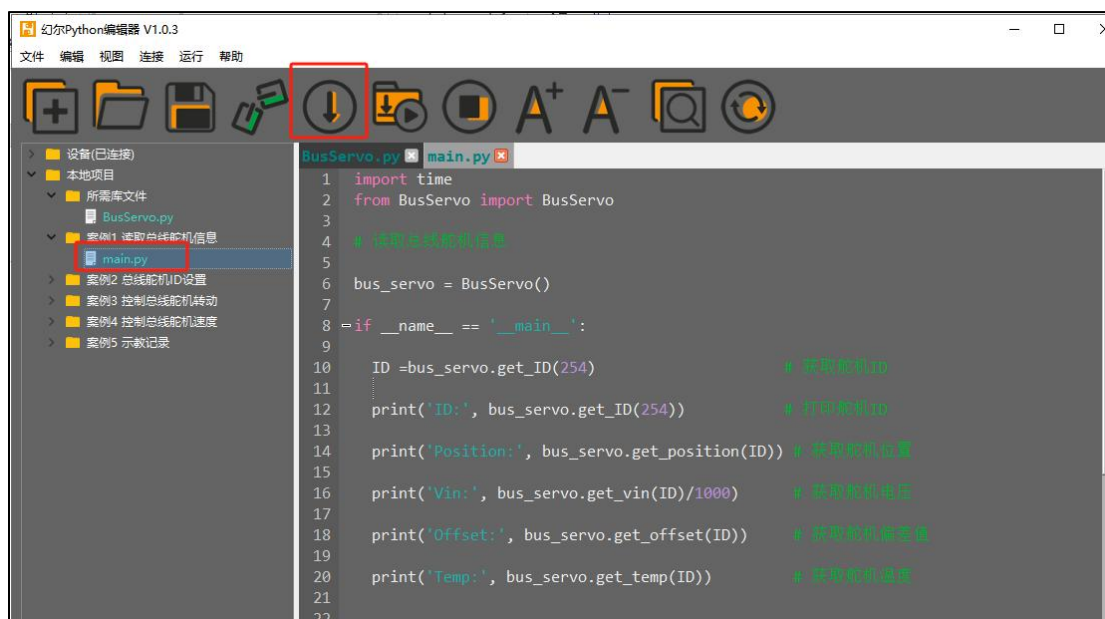 幻尔Python编辑器 V1.0.3
文件 编辑 视图 连接 运行 帮助
设备(已连接)
本地项目
所需库文件
BusServo.py
案例1 读取总线舵机信息
main.py
案例2 总线舵机ID设置
案例3 控制总线舵机转动
案例4 控制总线舵机速度
案例5 示教记录
BusServo.py main.py
1 import time
2 from BusServo import BusServo
3
4 # 读取总线舵机信息
5
6 bus_servo = BusServo()
7
8 if __name__ == '__main__':
9
10 ID =bus_servo.get_ID(254) # 获取舵机ID
11
12 print('ID:', bus_servo.get_ID(254)) # 打印舵机ID
13
14 print('Position:', bus_servo.get_position(ID)) # 获取舵机位置
15
16 print('Vin:', bus_servo.get_vin(ID)/1000) # 获取舵机电压
17
18 print('Offset:', bus_servo.get_offset(ID)) # 获取舵机偏差值
19
20 print('Temp:', bus_servo.get_temp(ID)) # 获取舵机温度
21
22